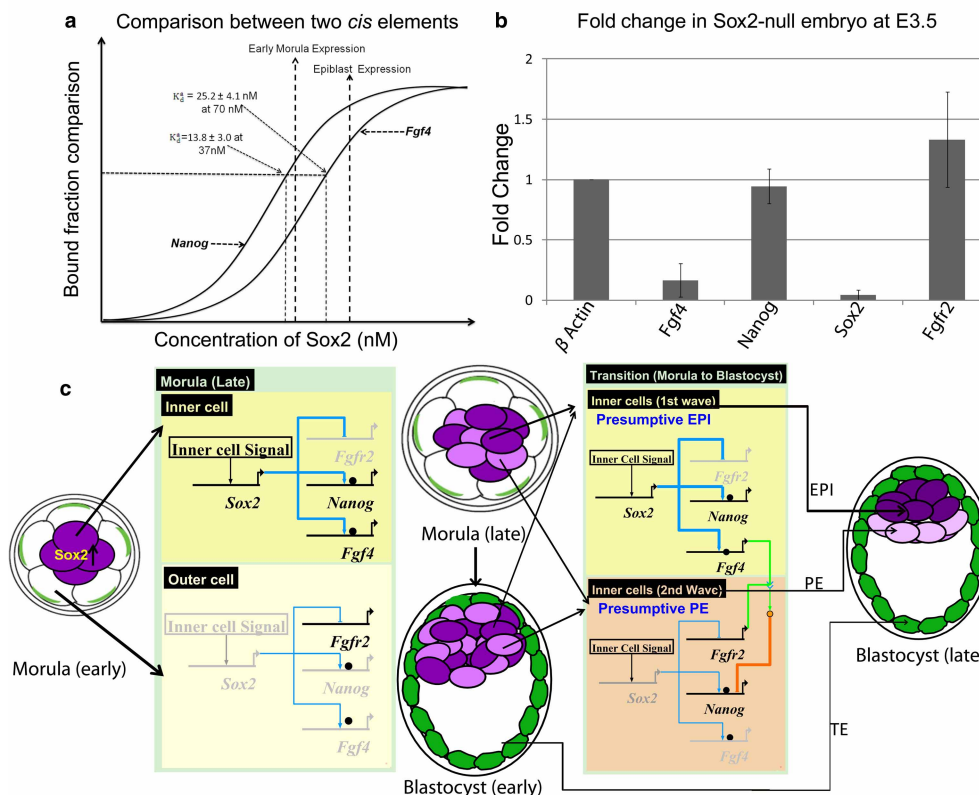 a
Comparison between two cis elements
Early Morula Expression
Epiblast Expression
Kᵃd = 25.2 ± 4.1 nM
at 70 nM
Kᵃd=13.8 ± 3.0 at
37nM
Fgf4
Nanog
Bound fraction comparison
Concentration of Sox2 (nM)
b
Fold change in Sox2-null embryo at E3.5
Fold Change
2
1.5
1
0.5
0
β Actin
Fgf4
Nanog
Sox2
Fgfr2
c
Morula (Late)
Inner cell
Inner Cell Signal
Sox2
Fgfr2
Nanog
Fgf4
Outer cell
Inner cell Signal
Sox2
Fgfr2
Nanog
Fgf4
Sox2
Morula (early)
Morula (late)
Blastocyst (early)
Transition (Morula to Blastocyst)
Inner cells (1st wave)
Presumptive EPI
Inner Cell Signal
Sox2
Fgfr2
Nanog
Fgf4
Inner cells (2nd Wave)
Presumptive PE
Inner Cell Signal
Sox2
Fgfr2
Nanog
Fgf4
EPI
PE
TE
Blastocyst (late)